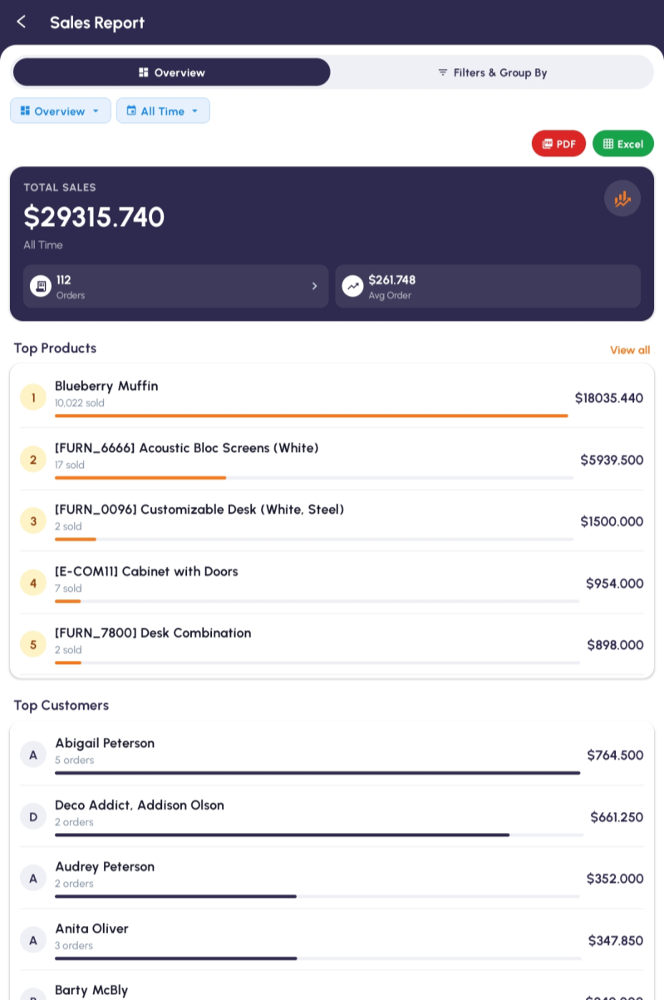 Sales Report
Overview
Filters & Group By
Overview
All Time
PDF
Excel
TOTAL SALES
$29315.740
All Time
112
Orders
$261.748
Avg Order
Top Products
View all
1
Blueberry Muffin
10,022 sold
$18035.440
2
[FURN_6666] Acoustic Bloc Screens (White)
17 sold
$5939.500
3
[FURN_0096] Customizable Desk (White, Steel)
2 sold
$1500.000
4
[E-COM11] Cabinet with Doors
7 sold
$954.000
5
[FURN_7800] Desk Combination
2 sold
$898.000
Top Customers
A
Abigail Peterson
5 orders
$764.500
D
Deco Addict, Addison Olson
2 orders
$661.250
A
Audrey Peterson
2 orders
$352.000
A
Anita Oliver
3 orders
$347.850
Barty McBly